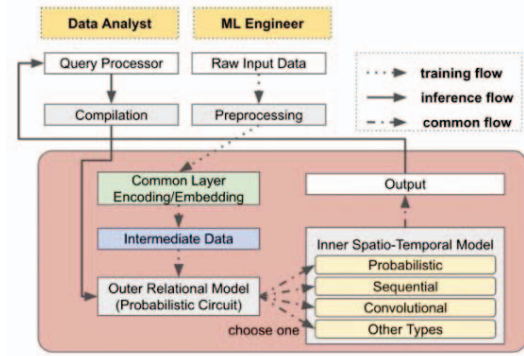 Data Analyst
ML Engineer
Query Processor
Raw Input Data
training flow
inference flow
common flow
Compilation
Preprocessing
Common Layer
Encoding/Embedding
Output
Intermediate Data
Inner Spatio-Temporal Model
Probabilistic
Outer Relational Model
(Probabilistic Circuit)
Sequential
Convolutional
choose one
Other Types